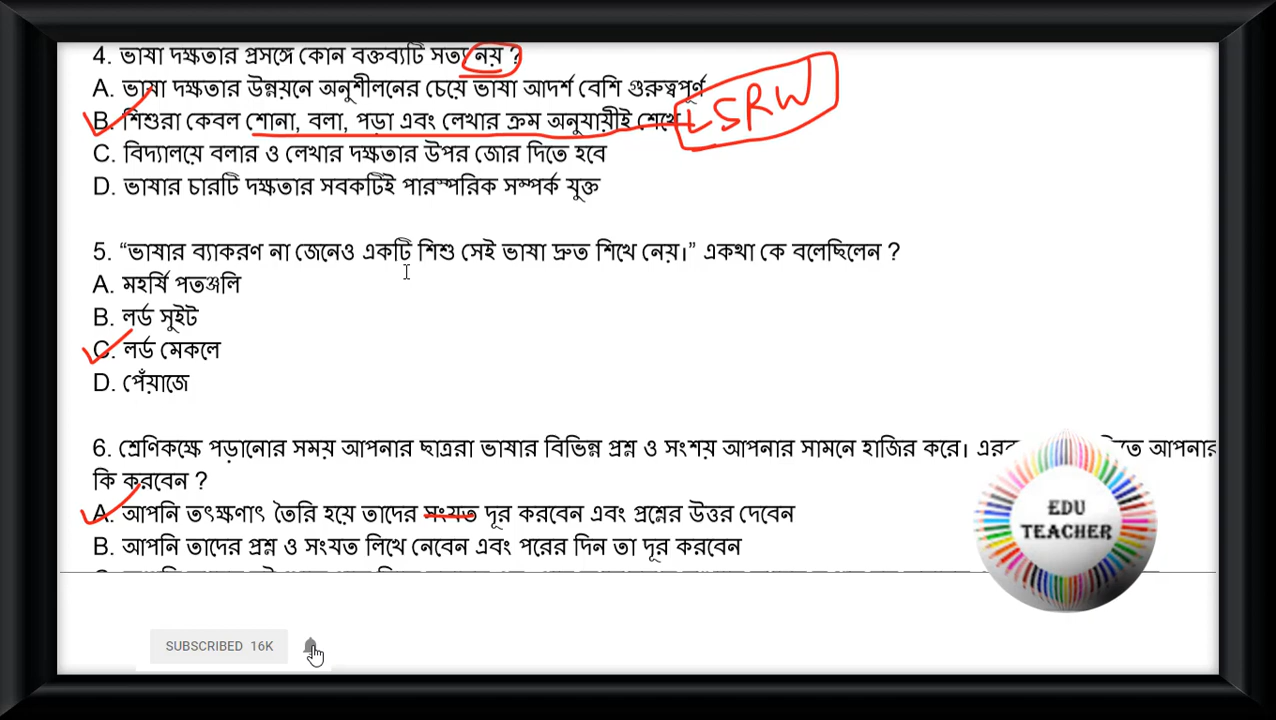 4. ভাষা দক্ষতার প্রসঙ্গে কোন বক্তব্যটি সত্য নয় ?
A. ভাষা দক্ষতার উন্নয়নে অনুশীলনের চেয়ে ভাষা আদর্শ বেশি গুরুত্বপূর্ণ
B. শিশুরা কেবল শোনা, বলা, পড়া এবং লেখার ক্রম অনুযায়ীই শেখে
LSRW
C. বিদ্যালয়ে বলার ও লেখার দক্ষতার উপর জোর দিতে হবে
D. ভাষার চারটি দক্ষতার সবকটিই পারস্পরিক সম্পর্ক যুক্ত
5. “ভাষার ব্যাকরণ না জেনেও একটি শিশু সেই ভাষা দ্রুত শিখে নেয়।” একথা কে বলেছিলেন ?
A. মহর্ষি পতঞ্জলি
B. লর্ড সুইট
C. লর্ড মেকলে
D. পেঁয়াজে
6. শ্রেণিকক্ষে পড়ানোর সময় আপনার ছাত্ররা ভাষার বিভিন্ন প্রশ্ন ও সংশয় আপনার সামনে হাজির করে। আপনার
কি করবেন ?
A. আপনি তৎক্ষণাৎ তৈরি হয়ে তাদের সংযত দূর করবেন এবং প্রশ্নের উত্তর দেবেন
B. আপনি তাদের প্রশ্ন ও সংযত লিখে নেবেন এবং পরের দিন তা দূর করবেন
EDU
TEACHER
SUBSCRIBED 16K